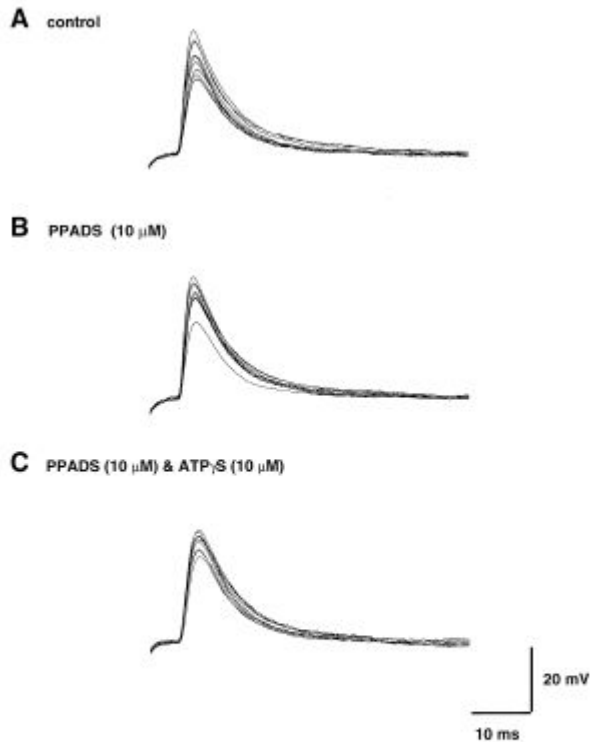 A control
B PPADS (10 μM)
C PPADS (10 μM) & ATPγS (10 μM)
20 mV
10 ms